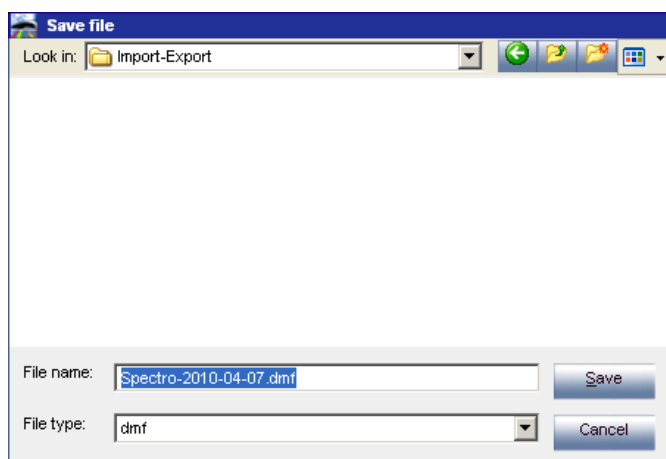 Save file
Look in: Import-Export
File name: Spectro-2010-04-07.dmf Save
File type: dmf Cancel